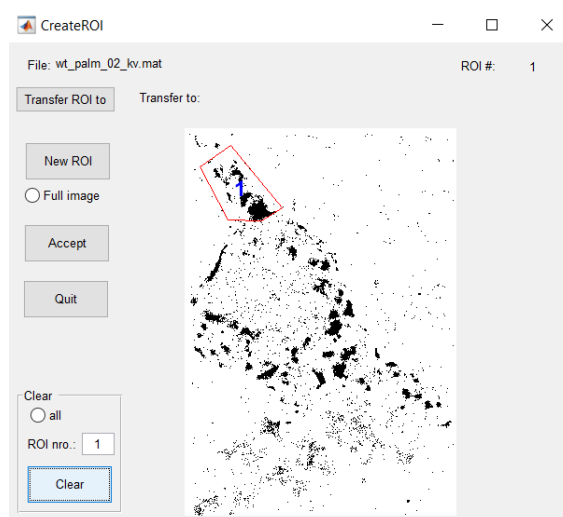 CreateROI
File: wt_palm_02_kv.mat
ROI #: 1
Transfer ROI to
Transfer to:
New ROI
Full image
Accept
Quit
1
Clear
all
ROI nro.: 1
Clear